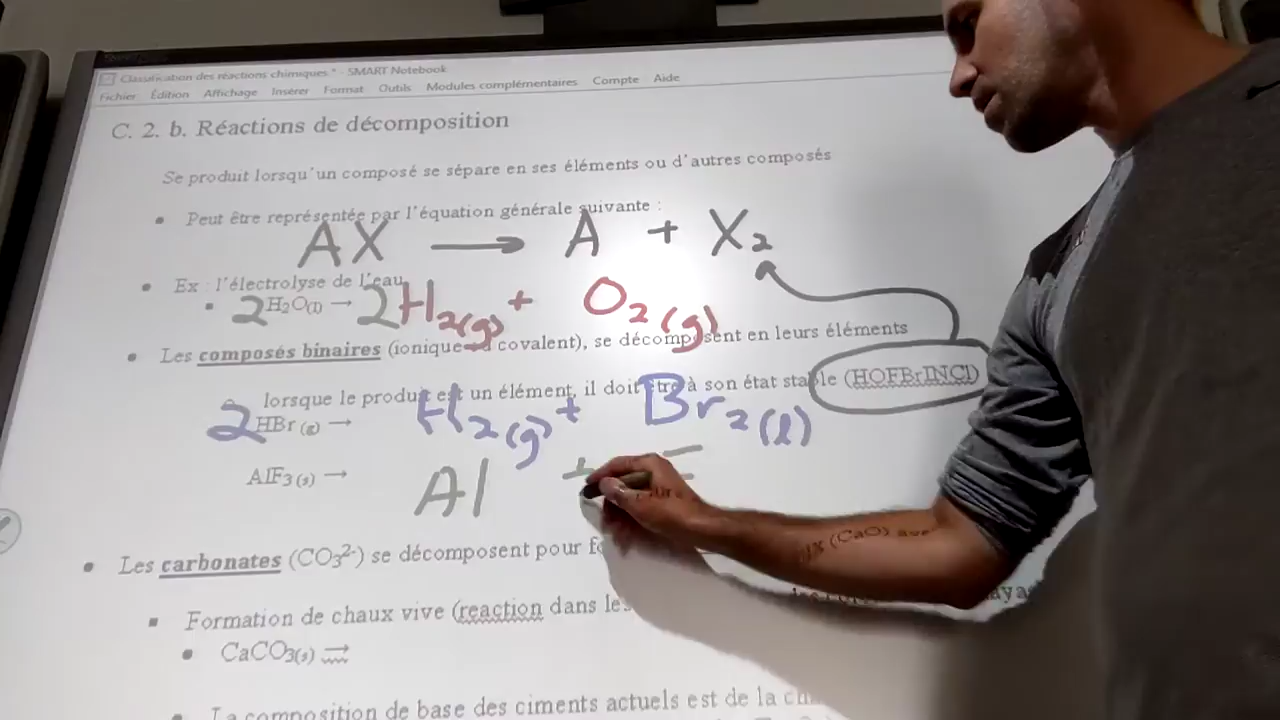 Classification des réactions chimiques * - SMART Notebook
Fichier Édition Affichage Insérer Format Outils Modules complémentaires Compte Aide
C. 2. b. Réactions de décomposition
Se produit lorsqu'un composé se sépare en ses éléments ou d'autres composés
• Peut être représentée par l'équation générale suivante :
AX → A + X2
• Ex : l'électrolyse de l'eau
▪ 2H2O(l) → 2H2(g) + O2(g)
• Les composés binaires (ionique covalent), se décomposent en leurs éléments
lorsque le produit est un élément, il doit être à son état stable (HOFBrINCl)
2HBr(g) → H2(g) + Br2(l)
AlF3(s) → Al + F
• Les carbonates (CO3²⁻) se décomposent pour
▪ Formation de chaux vive (reaction dans les
(CaO)
• CaCO3(s) →
▪ La composition de base des ciments actuels est de la